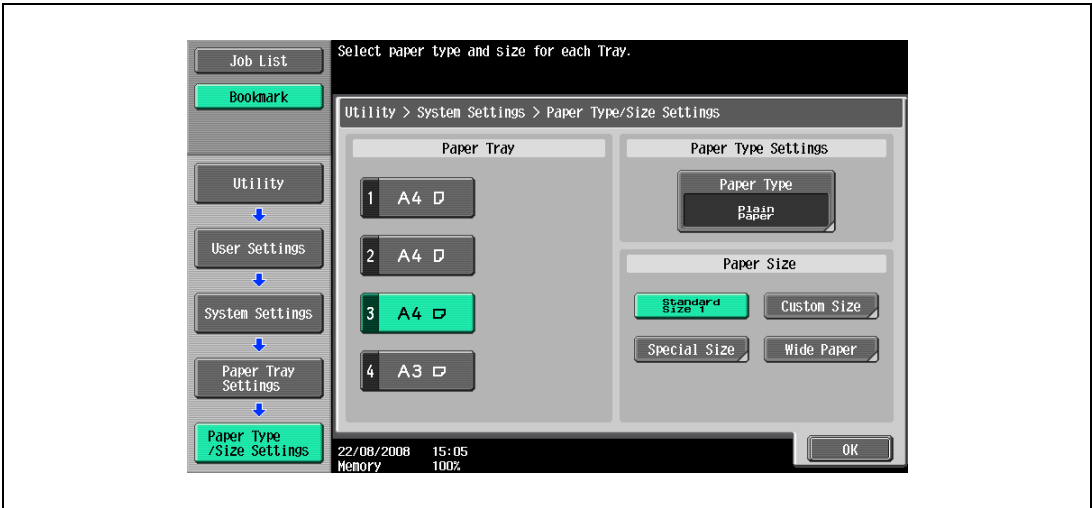 Job List
Bookmark
Select paper type and size for each Tray.
Utility > System Settings > Paper Type/Size Settings
Utility
User Settings
System Settings
Paper Tray
Settings
Paper Type
/Size Settings
Paper Tray
1 A4
2 A4
3 A4
4 A3
Paper Type Settings
Paper Type
Plain
Paper
Paper Size
Standard
Size 1
Custom Size
Special Size
Wide Paper
22/08/2008 15:05
Memory 100%
OK